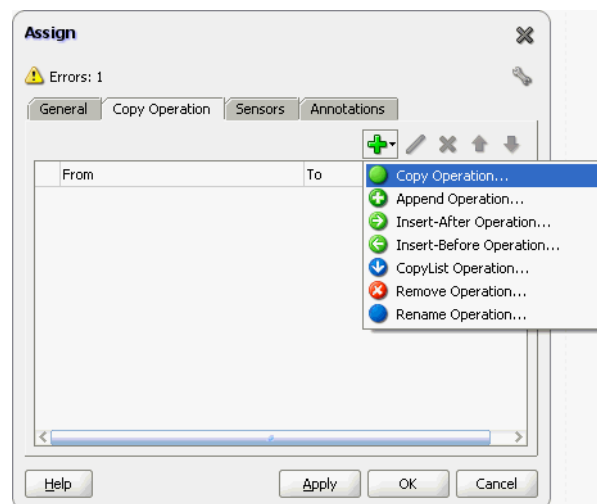 Assign
Errors: 1
General Copy Operation Sensors Annotations
From To
Copy Operation...
Append Operation...
Insert-After Operation...
Insert-Before Operation...
CopyList Operation...
Remove Operation...
Rename Operation...
Help Apply OK Cancel